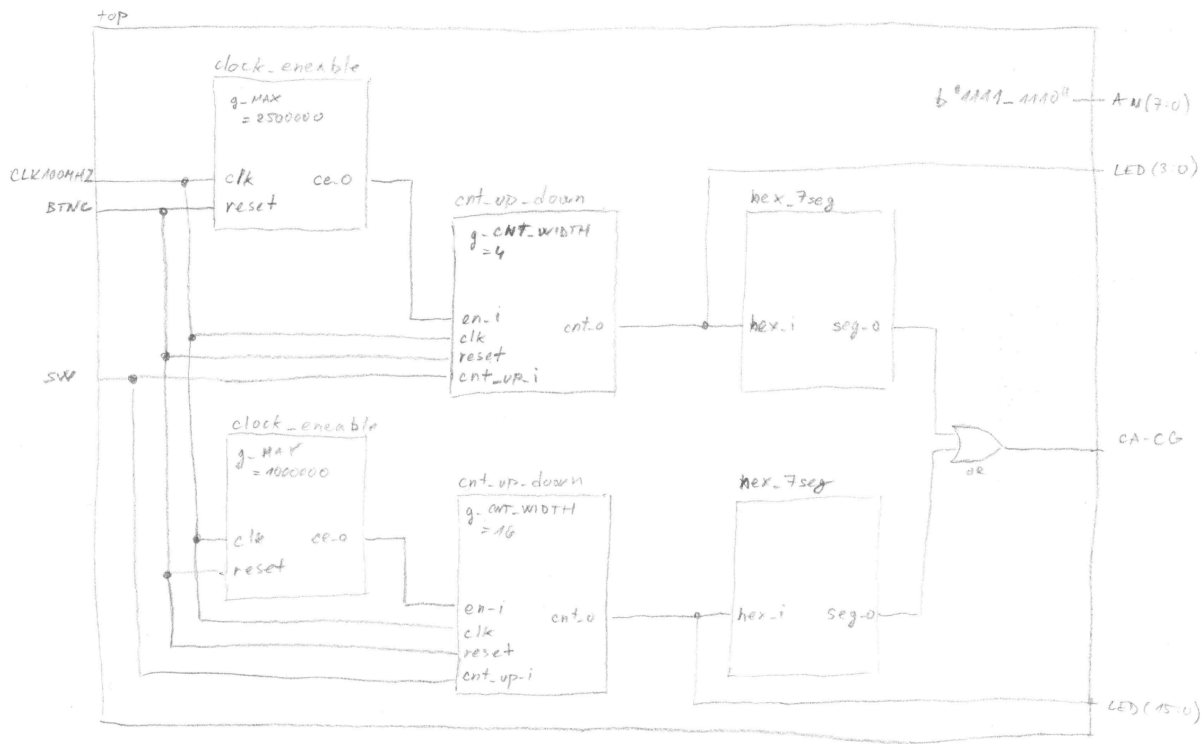 top
clock_eneable
g_MAX
= 2500000
b"1111_1110"
AN(7:0)
CLK100MHZ
clk
ce_o
LED(3:0)
BTNC
reset
cnt_up_down
hex_7seg
g_CNT_WIDTH
= 4
en_i
clk
cnt_o
hex_i
seg_o
reset
SW
cnt_up_i
clock_eneable
g_MAX
= 1000000
CA-CG
or
cnt_up_down
hex_7seg
g_CNT_WIDTH
= 16
clk
ce_o
reset
en_i
cnt_o
hex_i
seg_o
clk
reset
cnt_up_i
LED(15:0)